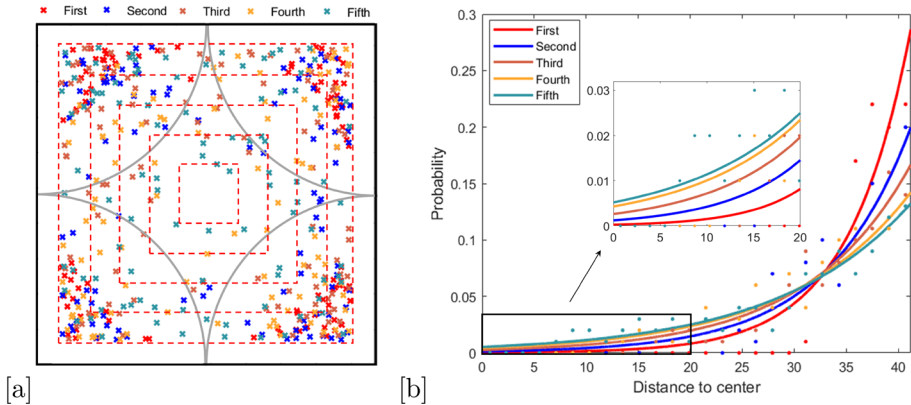 First Second Third Fourth Fifth
[a]
0.3
0.25
0.2
0.15
0.1
0.05
0
Probability
First
Second
Third
Fourth
Fifth
0.03
0.02
0.01
0
0 5 10 15 20
0 5 10 15 20 25 30 35 40
Distance to center
[b]